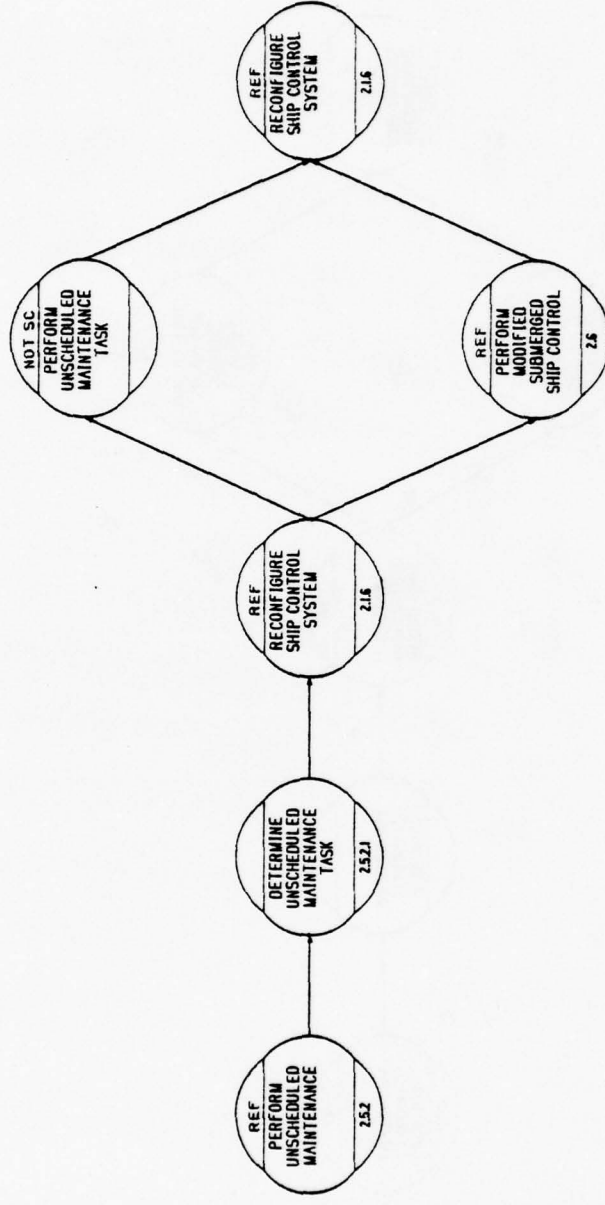 REF
PERFORM
UNSCHEDULED
MAINTENANCE
2.5.2
DETERMINE
UNSCHEDULED
MAINTENANCE
TASK
2.5.2.1
REF
RECONFIGURE
SHIP CONTROL
SYSTEM
2.1.6
NOT SC
PERFORM
UNSCHEDULED
MAINTENANCE
TASK
REF
PERFORM
MODIFIED
SUBMERGED
SHIP CONTROL
2.6
REF
RECONFIGURE
SHIP CONTROL
SYSTEM
2.1.6